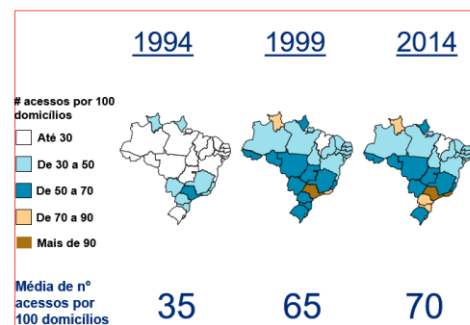 1994 1999 2014
# acessos por 100
domicílios
Até 30
De 30 a 50
De 50 a 70
De 70 a 90
Mais de 90
Média de nº
acessos por
100 domicílios
35 65 70